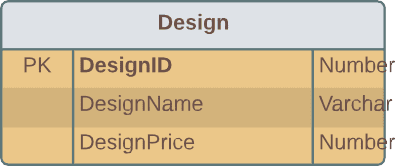 Design
PK DesignID Number
DesignName Varchar
DesignPrice Number